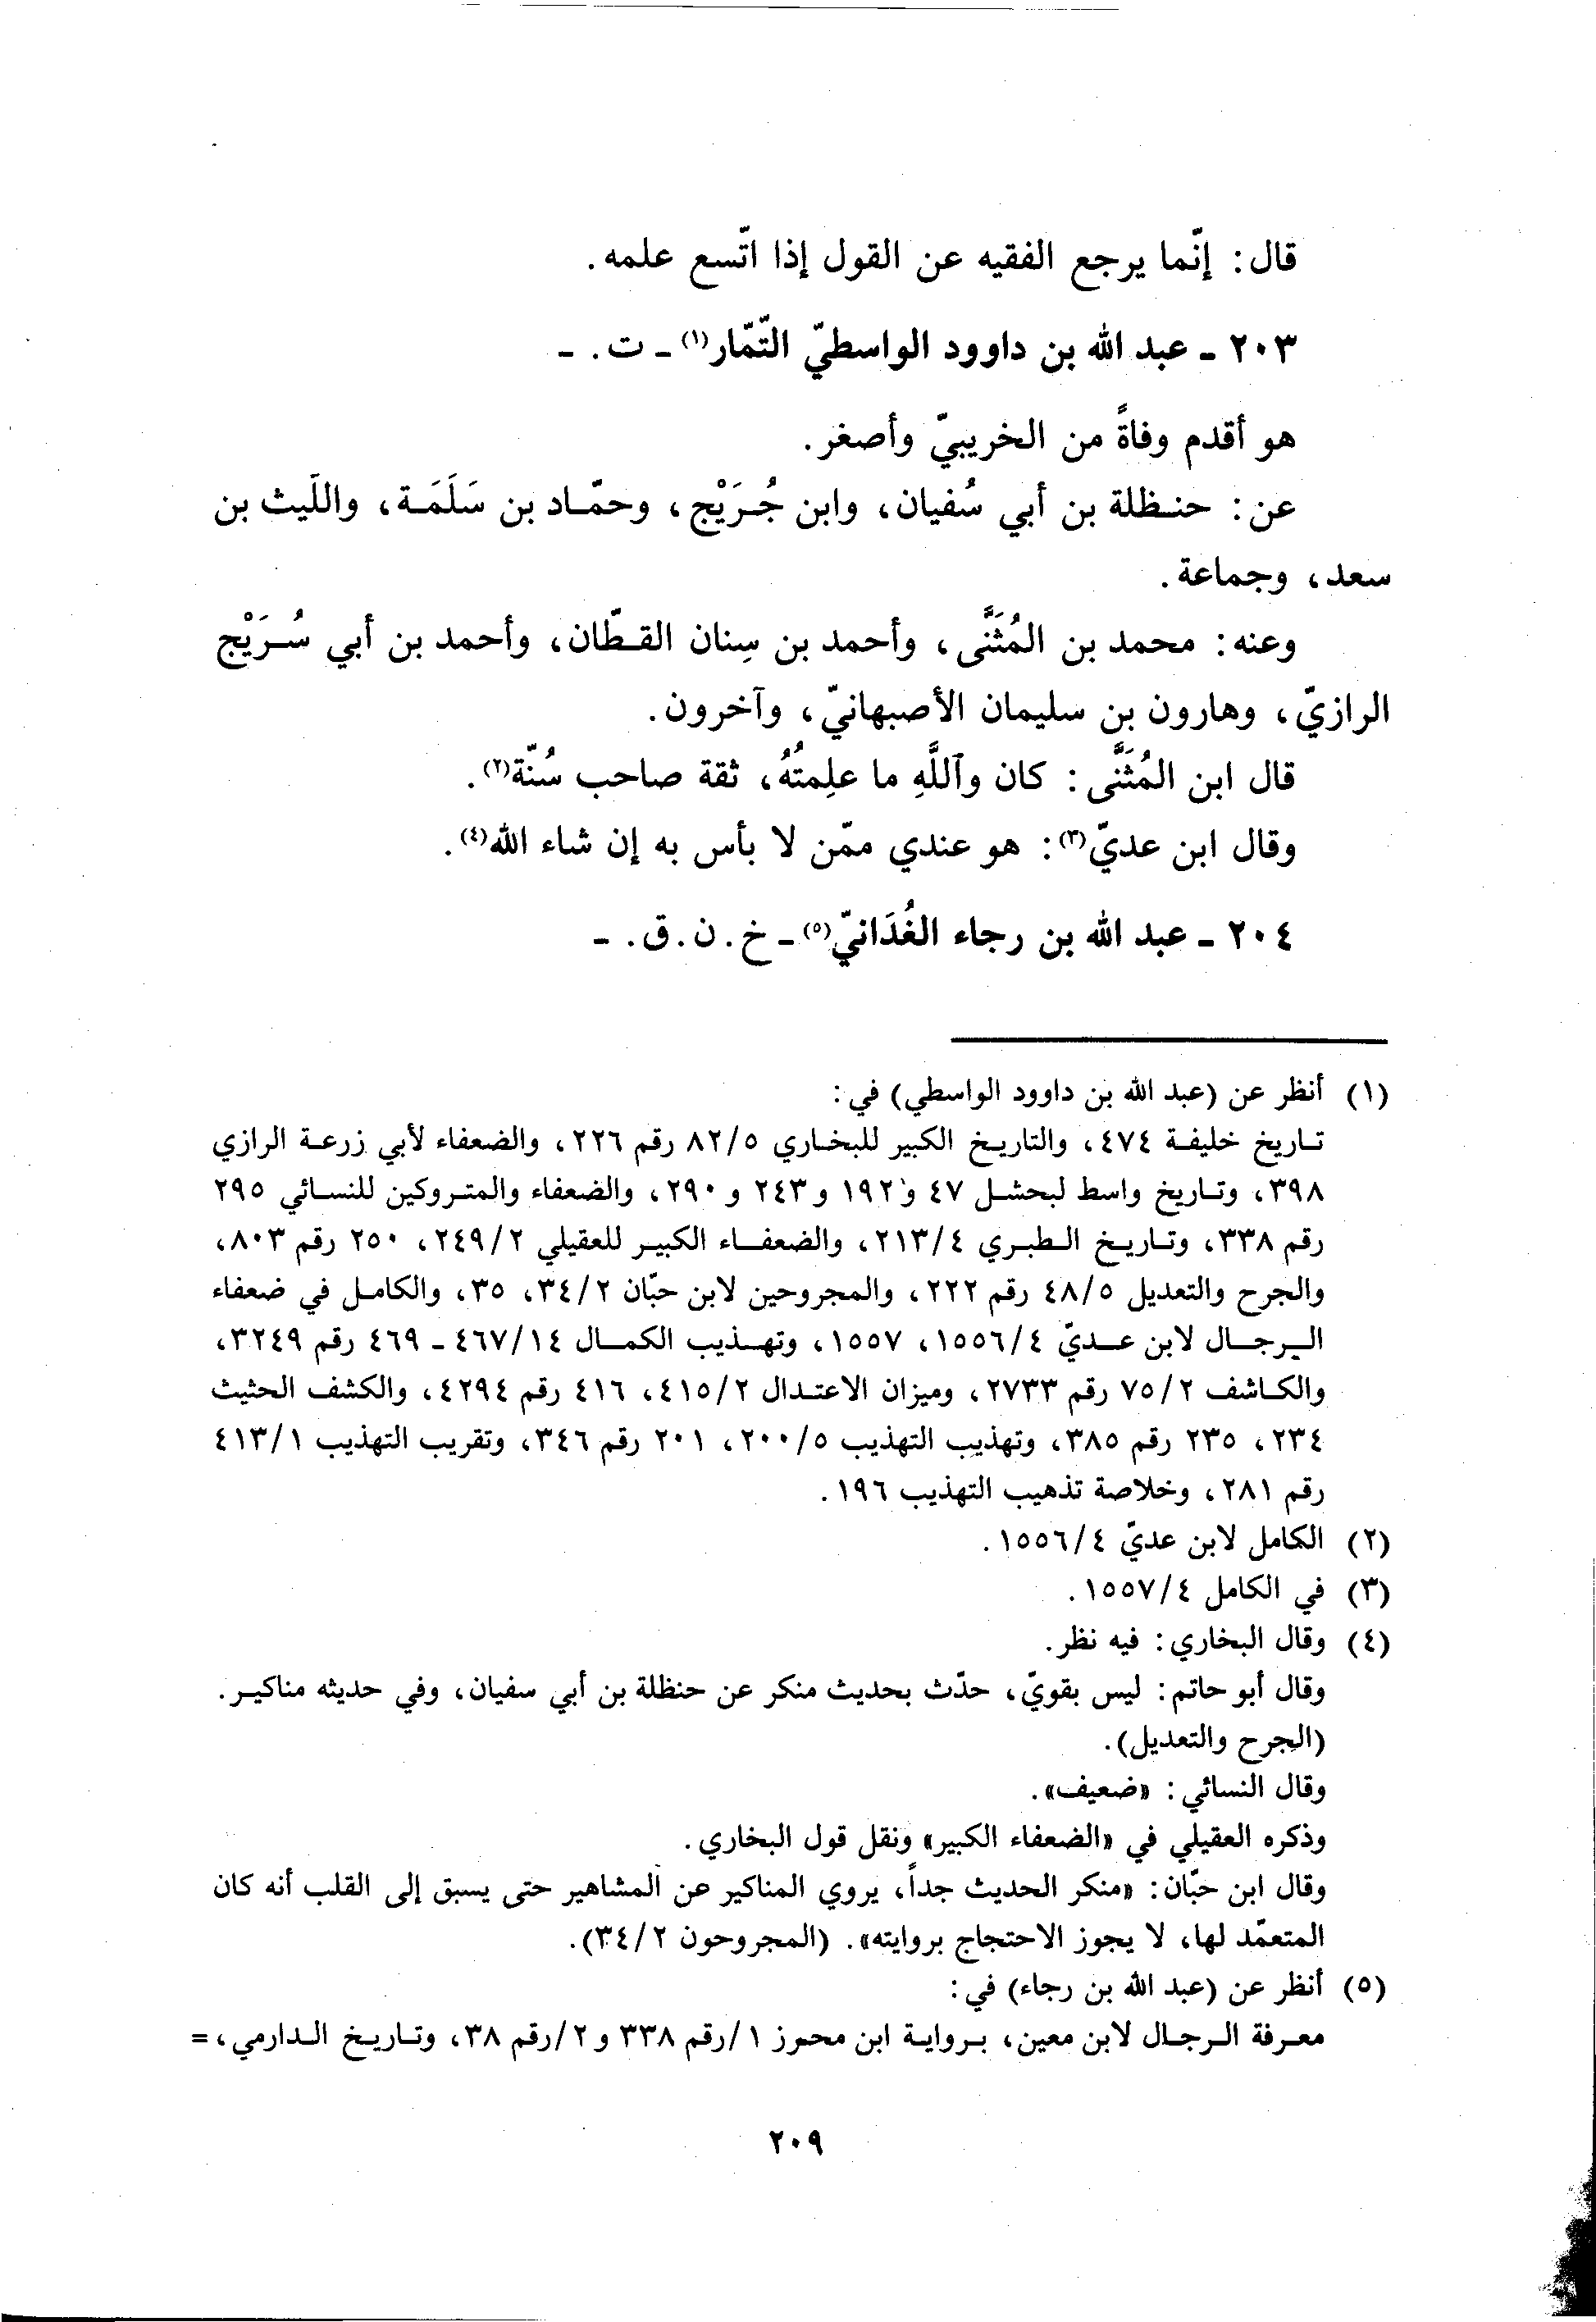 قال: إنّما يرجع الفقيه عن القول إذا اتّسع علمه.
٢٠٣ ـ عبد الله بن داوود الواسطيّ التّمّار(١) ـ ت. ـ
هو أقدم وفاةً من الخريبيّ وأصغر.
عن: حنظلة بن أبي سُفيان، وابن جُرَيْج، وحمّاد بن سَلَمَة، واللَيث بن
سعد، وجماعة.
وعنه: محمد بن المُثَنَّى، وأحمد بن سِنان القطّان، وأحمد بن أبي سُرَيْج
الرازيّ، وهارون بن سليمان الأصبهانيّ، وآخرون.
قال ابن المُثَنَّى: كان وٱللَّهِ ما علِمتُهُ، ثقة صاحب سُنّة(٢).
وقال ابن عديّ(٣): هو عندي ممّن لا بأس به إن شاء الله(٤).
٢٠٤ ـ عبد الله بن رجاء الغُدَانيّ(٥) ـ خ. ن. ق. ـ
(١) أنظر عن (عبد الله بن داوود الواسطي) في:
تاريخ خليفة ٤٧٤، والتاريخ الكبير للبخاري ٨٢/٥ رقم ٢٢٦، والضعفاء لأبي زرعة الرازي
٣٩٨، وتاريخ واسط لبحشل ٤٧ و١٩٢ و٢٤٣ و ٢٩٠، والضعفاء والمتروكين للنسائي ٢٩٥
رقم ٣٣٨، وتاريخ الطبري ٢١٣/٤، والضعفاء الكبير للعقيلي ٢٤٩/٢، ٢٥٠ رقم ٨٠٣،
والجرح والتعديل ٤٨/٥ رقم ٢٢٢، والمجروحين لابن حبّان ٣٤/٢، ٣٥، والكامل في ضعفاء
الرجال لابن عديّ ١٥٥٦/٤، ١٥٥٧، وتهذيب الكمال ٤٦٧/١٤ ـ ٤٦٩ رقم ٣٢٤٩،
والكاشف ٧٥/٢ رقم ٢٧٣٣، وميزان الاعتدال ٤١٥/٢، ٤١٦ رقم ٤٢٩٤، والكشف الحثيث
٢٣٤، ٢٣٥ رقم ٣٨٥، وتهذيب التهذيب ٢٠٠/٥، ٢٠١ رقم ٣٤٦، وتقريب التهذيب ٤١٣/١
رقم ٢٨١، وخلاصة تذهيب التهذيب ١٩٦.
(٢) الكامل لابن عديّ ١٥٥٦/٤.
(٣) في الكامل ١٥٥٧/٤.
(٤) وقال البخاري: فيه نظر.
وقال أبو حاتم: ليس بقويّ، حدّث بحديث منكر عن حنظلة بن أبي سفيان، وفي حديثه مناكير.
(الجرح والتعديل).
وقال النسائي: «ضعيف».
وذكره العقيلي في «الضعفاء الكبير» ونقل قول البخاري.
وقال ابن حبّان: «منكر الحديث جداً، يروي المناكير عن المشاهير حتى يسبق إلى القلب أنه كان
المتعمّد لها، لا يجوز الاحتجاج بروايته». (المجروحون ٣٤/٢).
(٥) أنظر عن (عبد الله بن رجاء) في:
معرفة الرجال لابن معين، برواية ابن محرز ١/رقم ٣٣٨ و٢/رقم ٣٨، وتاريخ الدارمي، =
٢٠٩